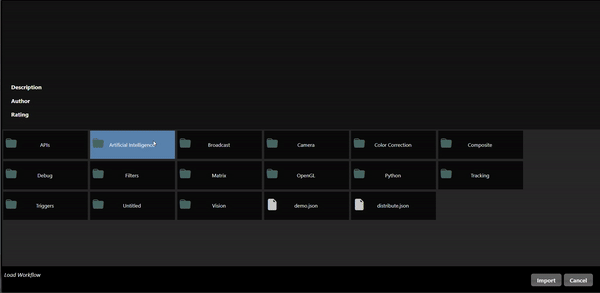 Description
Author
Rating
APIs
Artificial Intelligence
Broadcast
Camera
Color Correction
Composite
Debug
Filters
Matrix
OpenGL
Python
Tracking
Triggers
Untitled
Vision
demo.json
distribute.json
Load Workflow
Import
Cancel